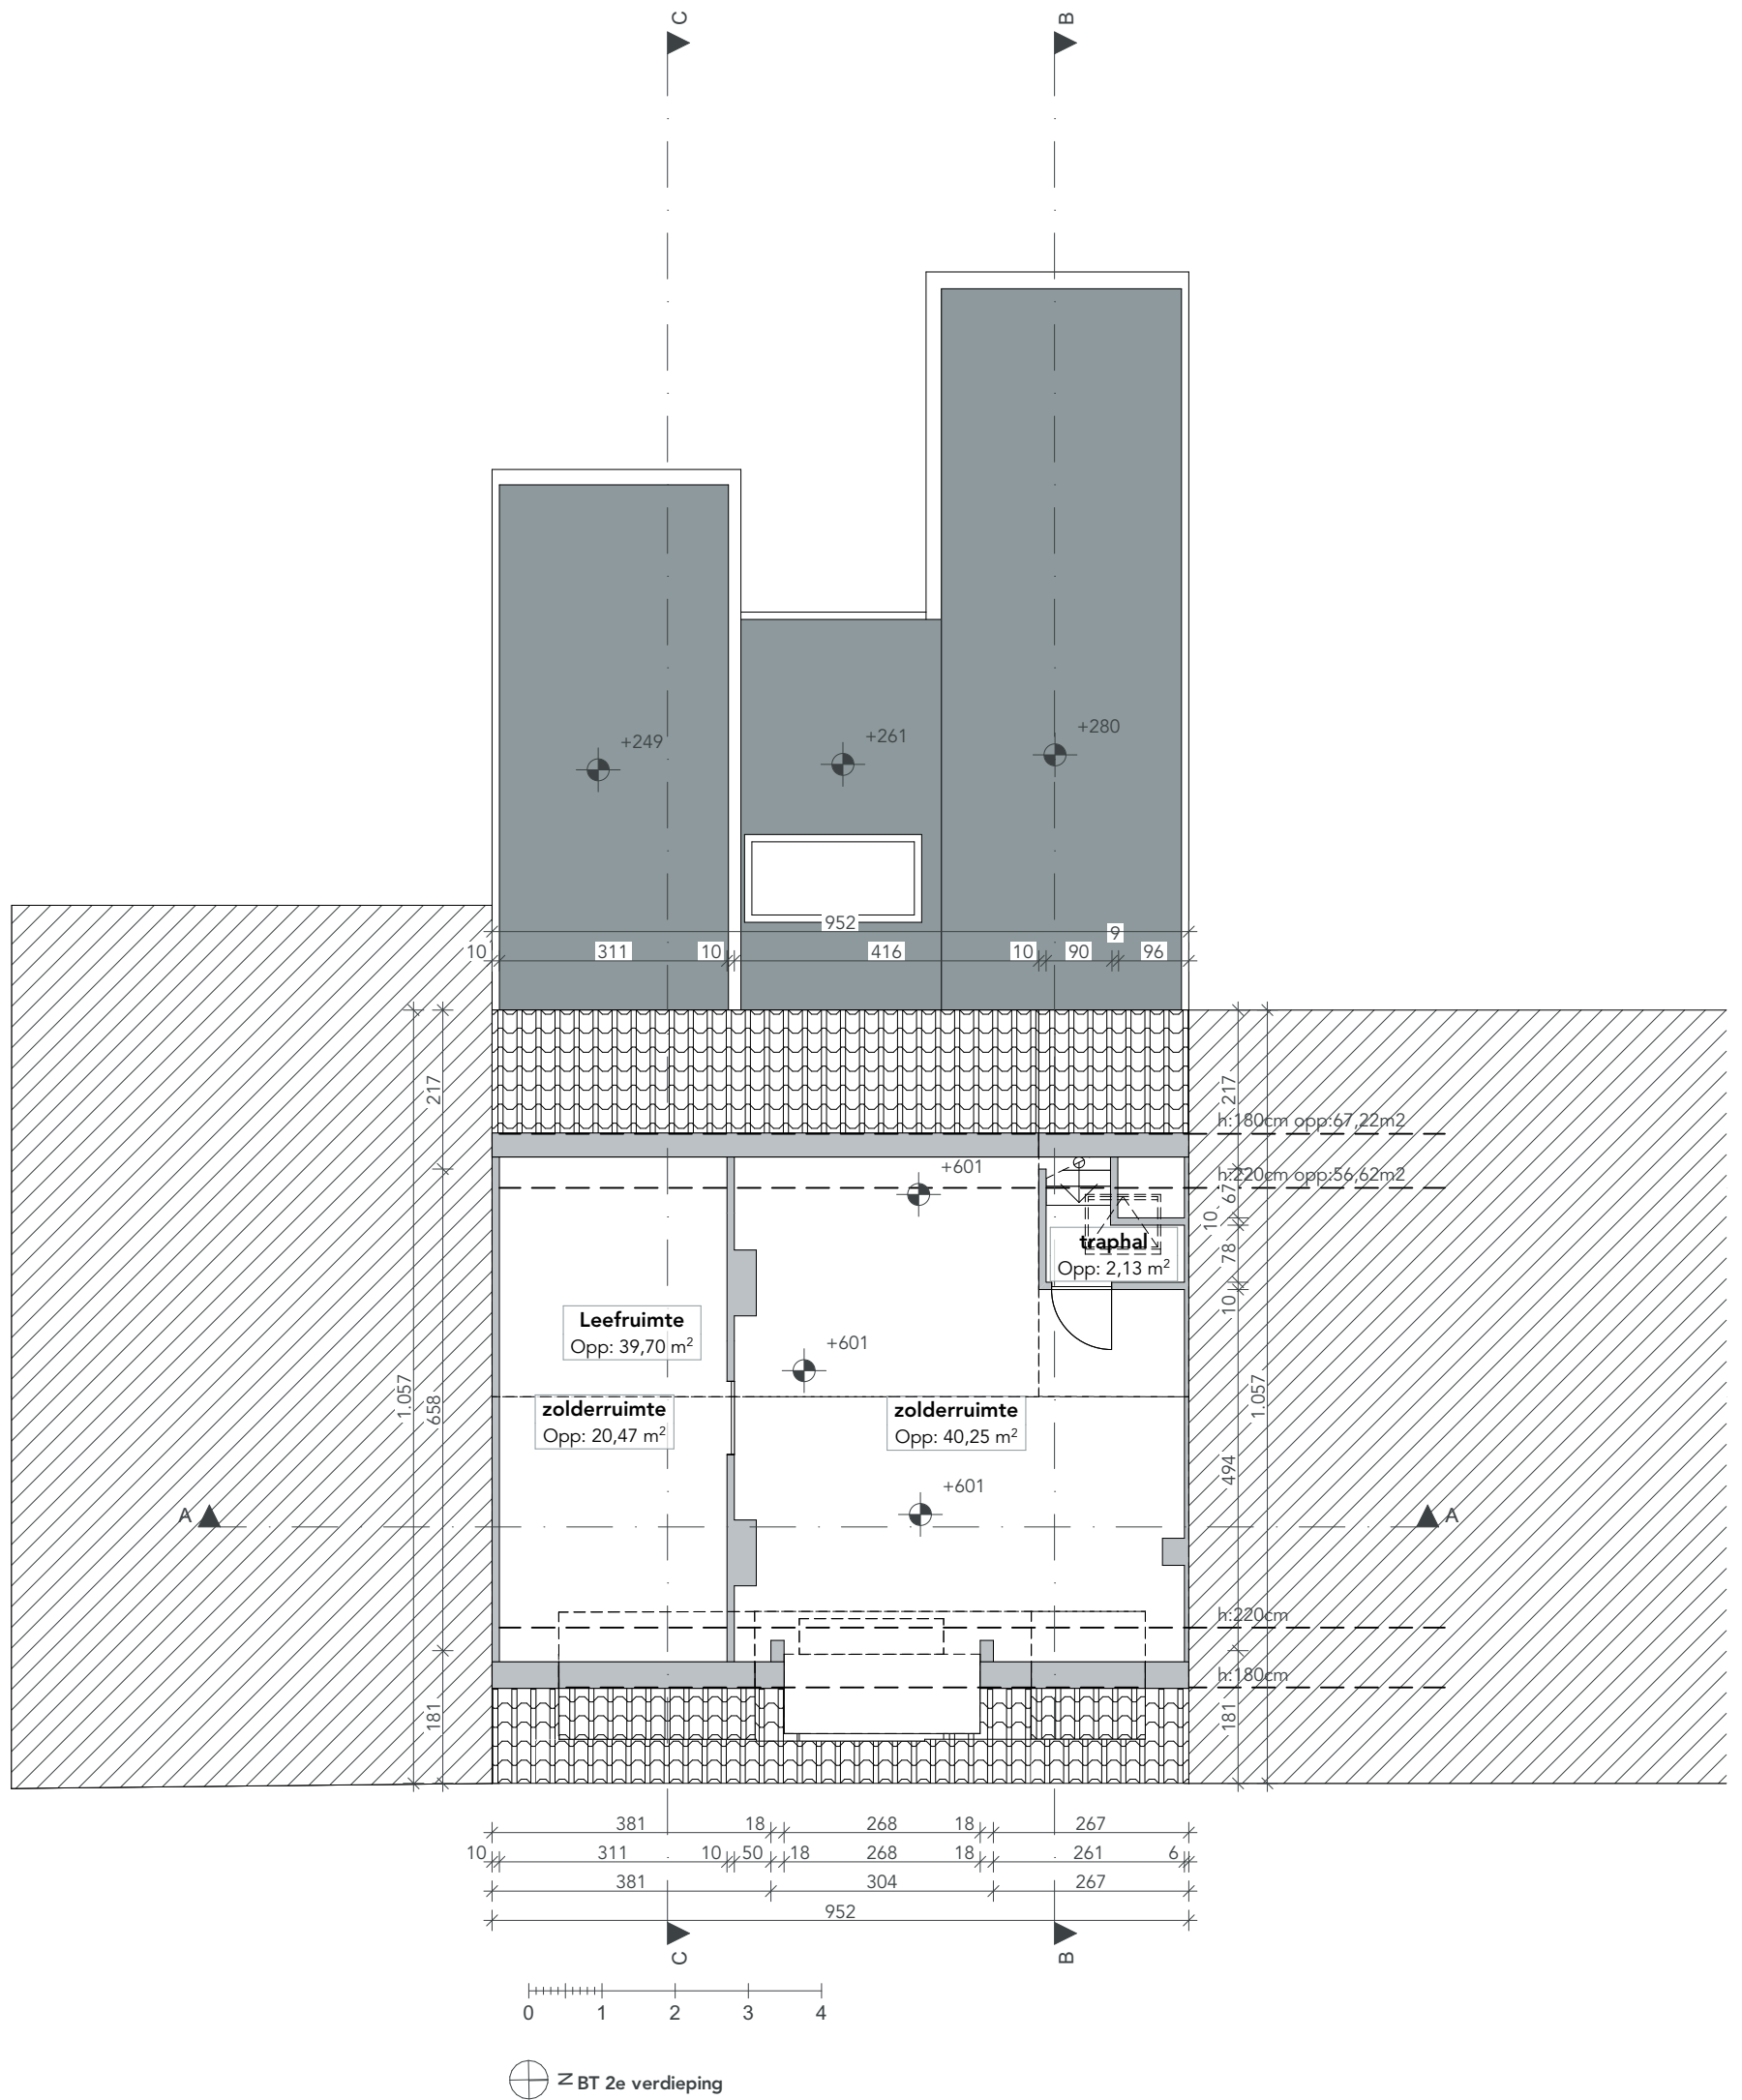 C
B
+249
+261
+280
952
9
10
311
10
416
10
90
96
217
217
h:180cm opp:67,22m2
+601
h:220cm opp:56,62m2
67
10
traphal
Opp: 2,13 m²
78
10
Leefruimte
Opp: 39,70 m²
+601
1.057
658
1.057
zolderruimte
Opp: 20,47 m²
zolderruimte
Opp: 40,25 m²
494
+601
A
A
h:220cm
h:180cm
181
181
381
18
268
18
267
10
311
10
50
18
268
18
261
6
381
304
267
952
C
B
0
1
2
3
4
N
BT 2e verdieping